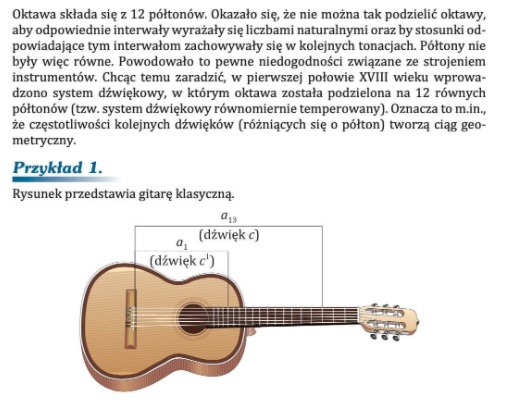 Oktawa składa się z 12 półtonów. Okazało się, że nie można tak podzielić oktawy,
aby odpowiednie interwały wyrażały się liczbami naturalnymi oraz by stosunki od-
powiadające tym interwałom zachowywały się w kolejnych tonacjach. Półtony nie
były więc równe. Powodowało to pewne niedogodności związane ze strojeniem
instrumentów. Chcąc temu zaradzić, w pierwszej połowie XVIII wieku wprowa-
dzono system dźwiękowy, w którym oktawa została podzielona na 12 równych
półtonów (tzw. system dźwiękowy równomiernie temperowany). Oznacza to m.in.,
że częstotliwości kolejnych dźwięków (różniących się o półton) tworzą ciąg geo-
metryczny.
Przykład 1.
Rysunek przedstawia gitarę klasyczną.
a₁₃
(dźwięk c)
a₁
(dźwięk c¹)